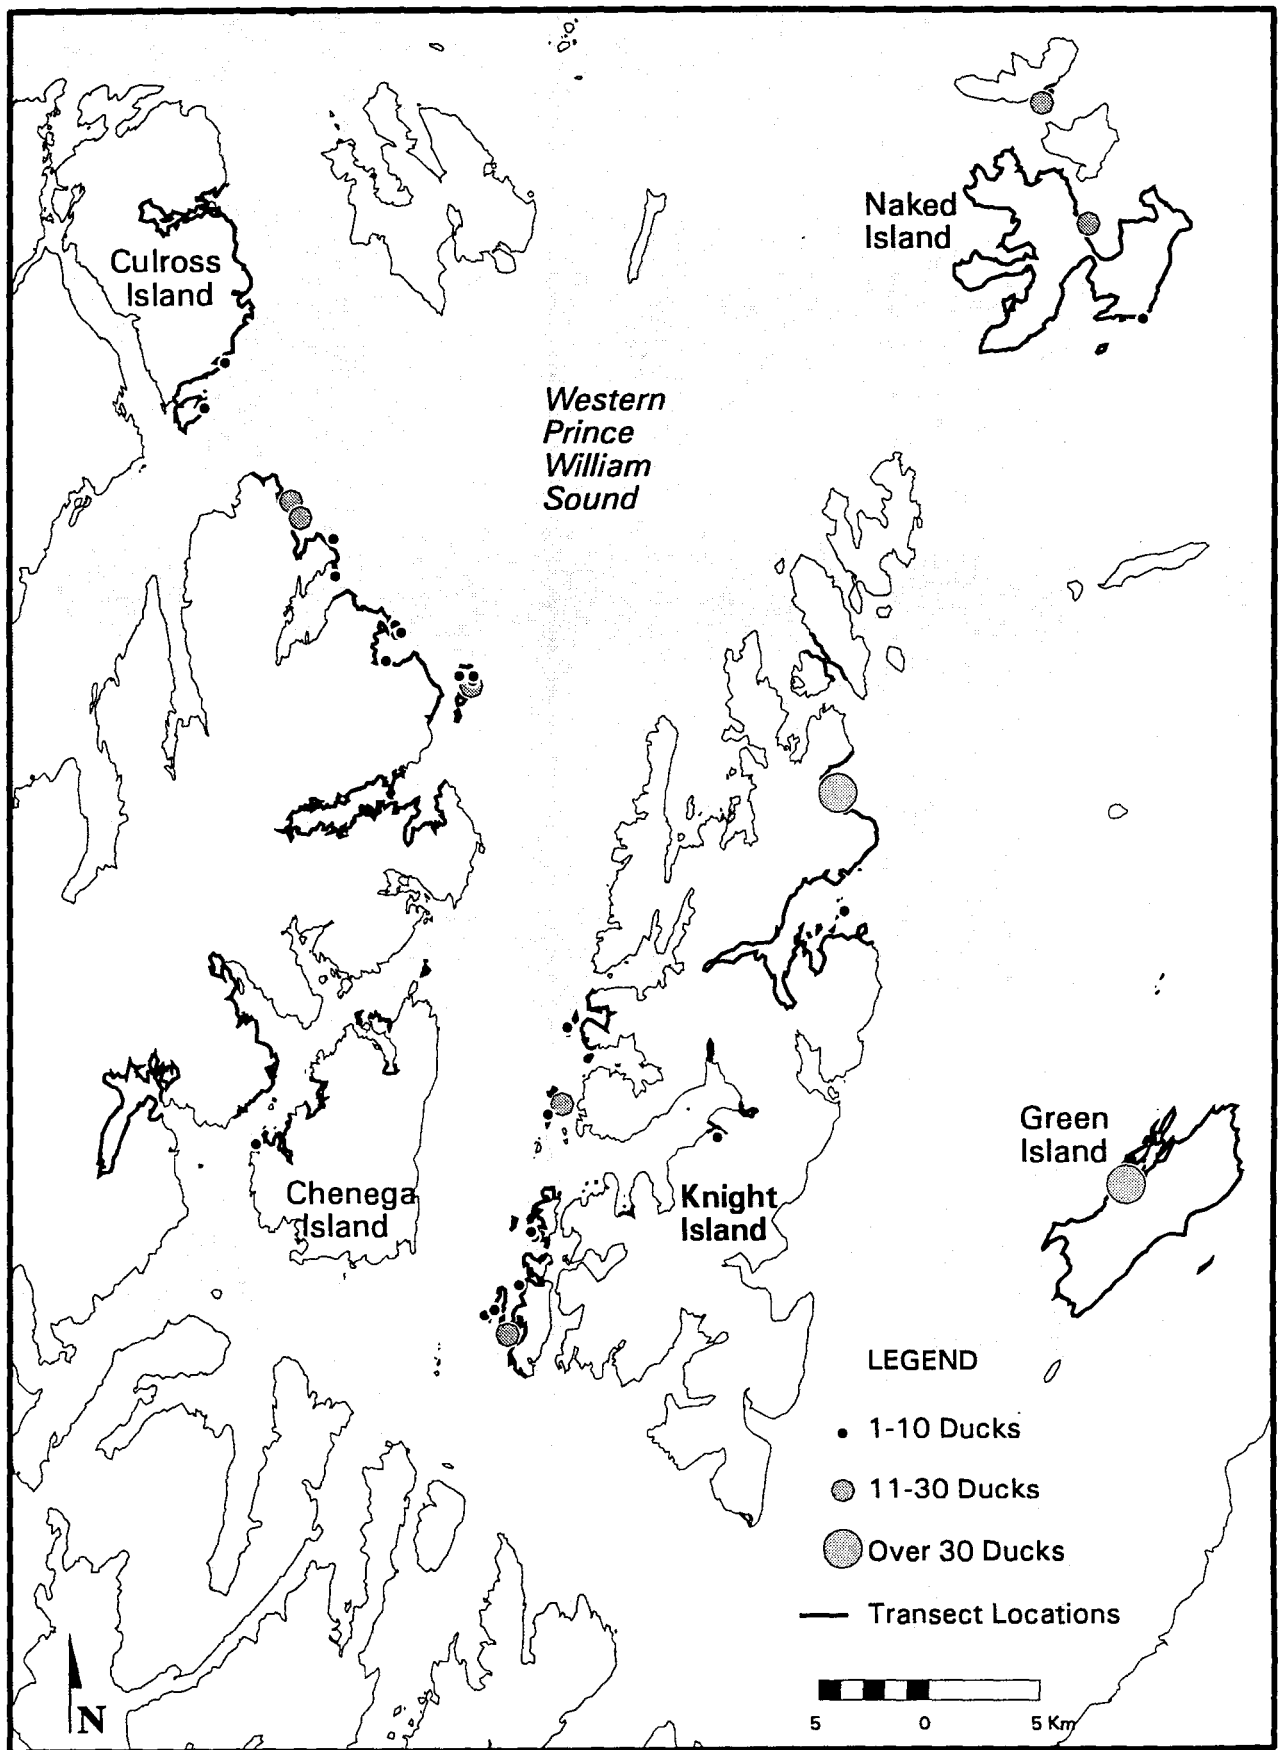 Naked
Island
Culross
Island
Western
Prince
William
Sound
Green
Island
Chenega
Island
Knight
Island
LEGEND
1-10 Ducks
11-30 Ducks
Over 30 Ducks
Transect Locations
N
5 0 5 Km